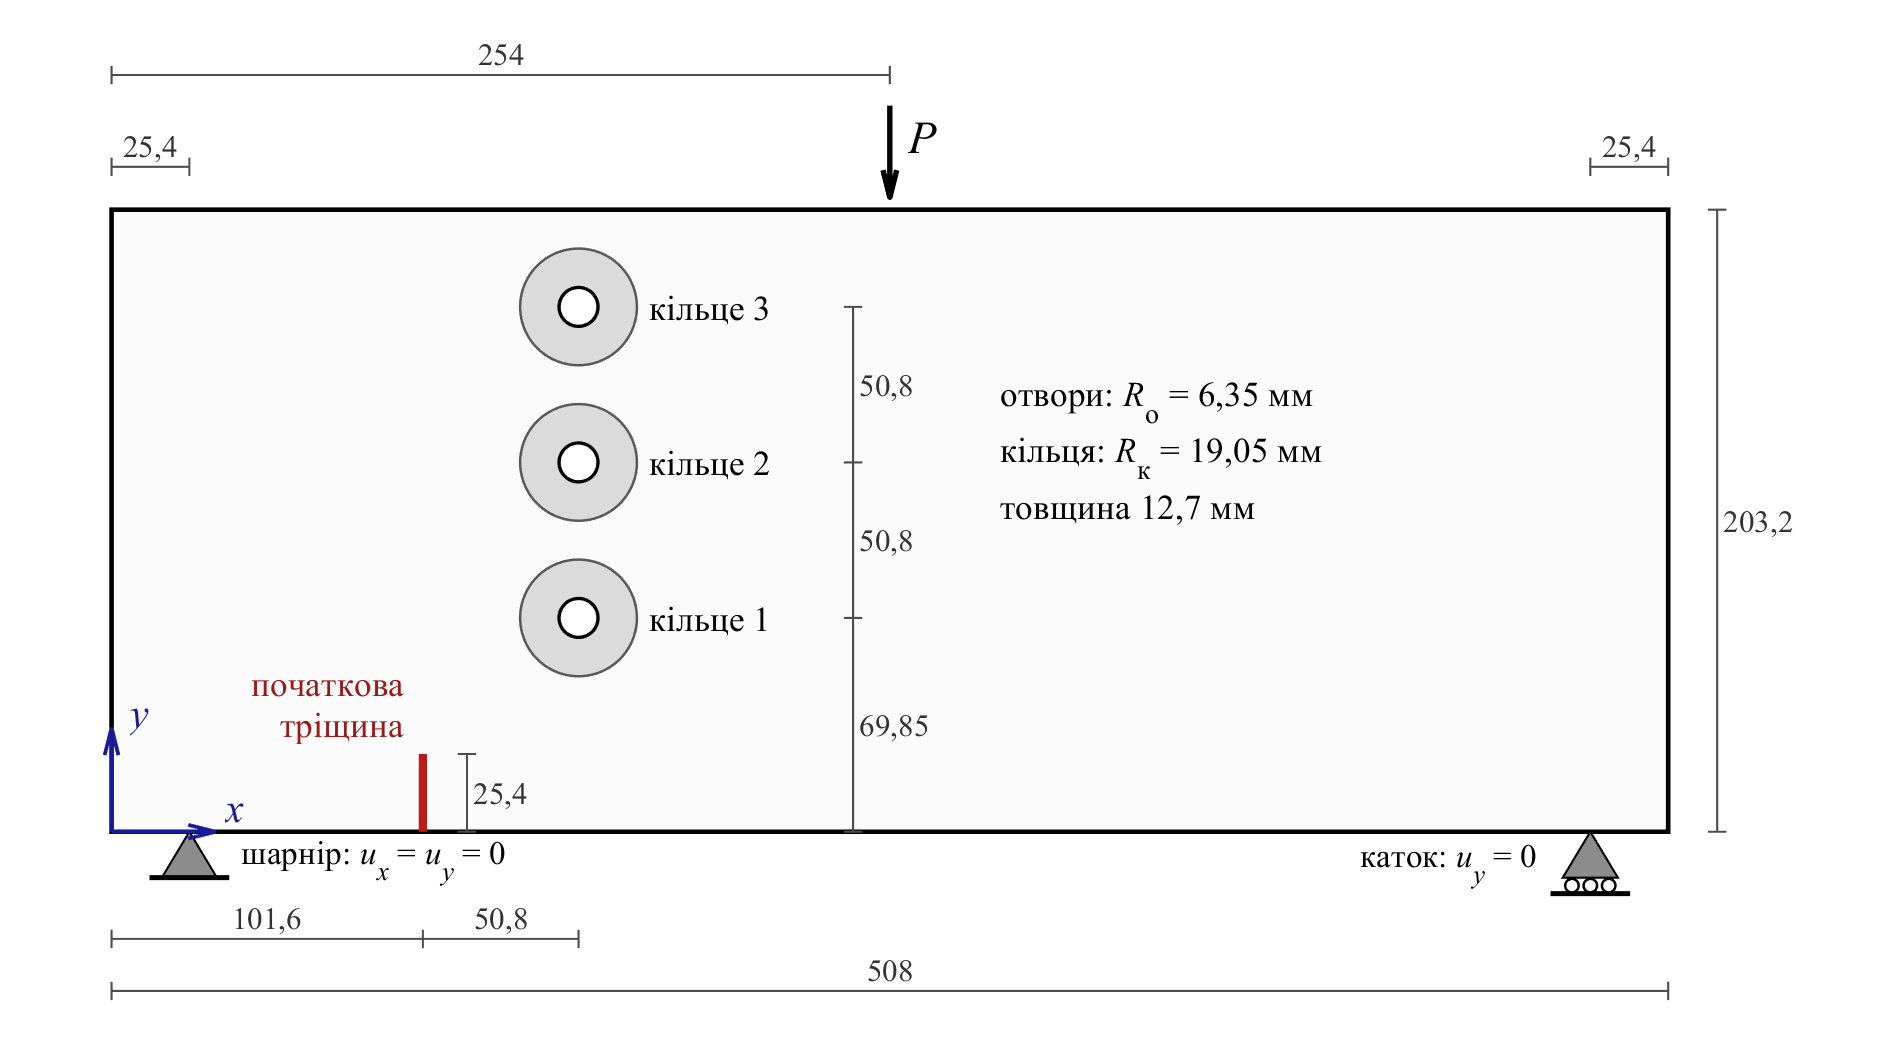 254
25,4
P
25,4
кільце 3
50,8
отвори: Rо = 6,35 мм
кільце 2
кільця: Rк = 19,05 мм
товщина 12,7 мм
203,2
50,8
кільце 1
початкова
тріщина
69,85
y
25,4
x
шарнір: ux = uy = 0
каток: uy = 0
101,6
50,8
508